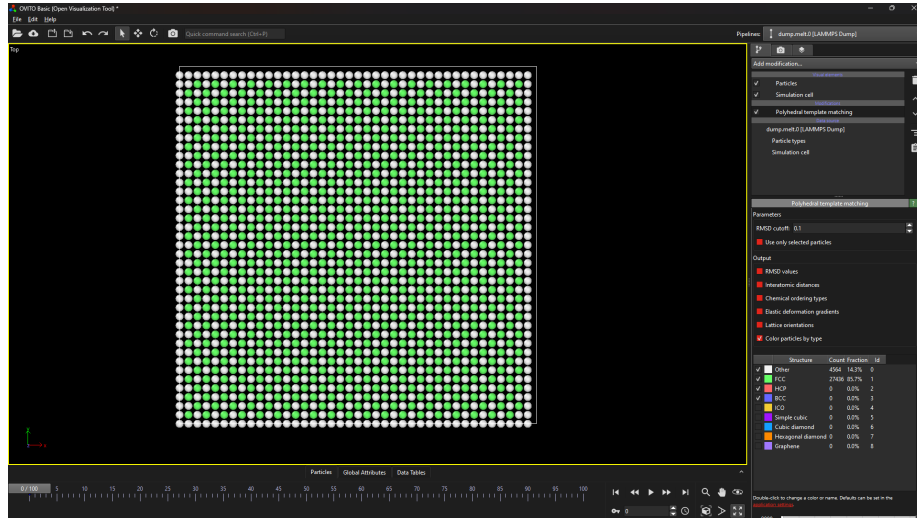 OVITO Basic (Open Visualization Tool) *
File Edit Help
Quick command search (Ctrl+P)
Pipelines: dump.melt.0 [LAMMPS Dump]
Top
Add modification...
Particles
Simulation cell
Polyhedral template matching
dump.melt.0 [LAMMPS Dump]
Particle types
Simulation cell
Polyhedral template matching
?
Parameters
RMSD cutoff: 0.1
Use only selected particles
Output
RMSD values
Interatomic distances
Chemical ordering types
Elastic deformation gradients
Lattice orientations
Color particles by type
Structure Count Fraction Id
Other 4564 14.3% 0
FCC 27436 85.7% 1
HCP 0 0.0% 2
BCC 0 0.0% 3
ICO 0 0.0% 4
Simple cubic 0 0.0% 5
Cubic diamond 0 0.0% 6
Hexagonal diamond 0 0.0% 7
Graphene 0 0.0% 8
Particles Global Attributes Data Tables
0 / 100 5 10 15 20 25 30 35 40 45 50 55 60 65 70 75 80 85 90 95 100
0
Double-click to change a color or name. Defaults can be set in the
application settings.